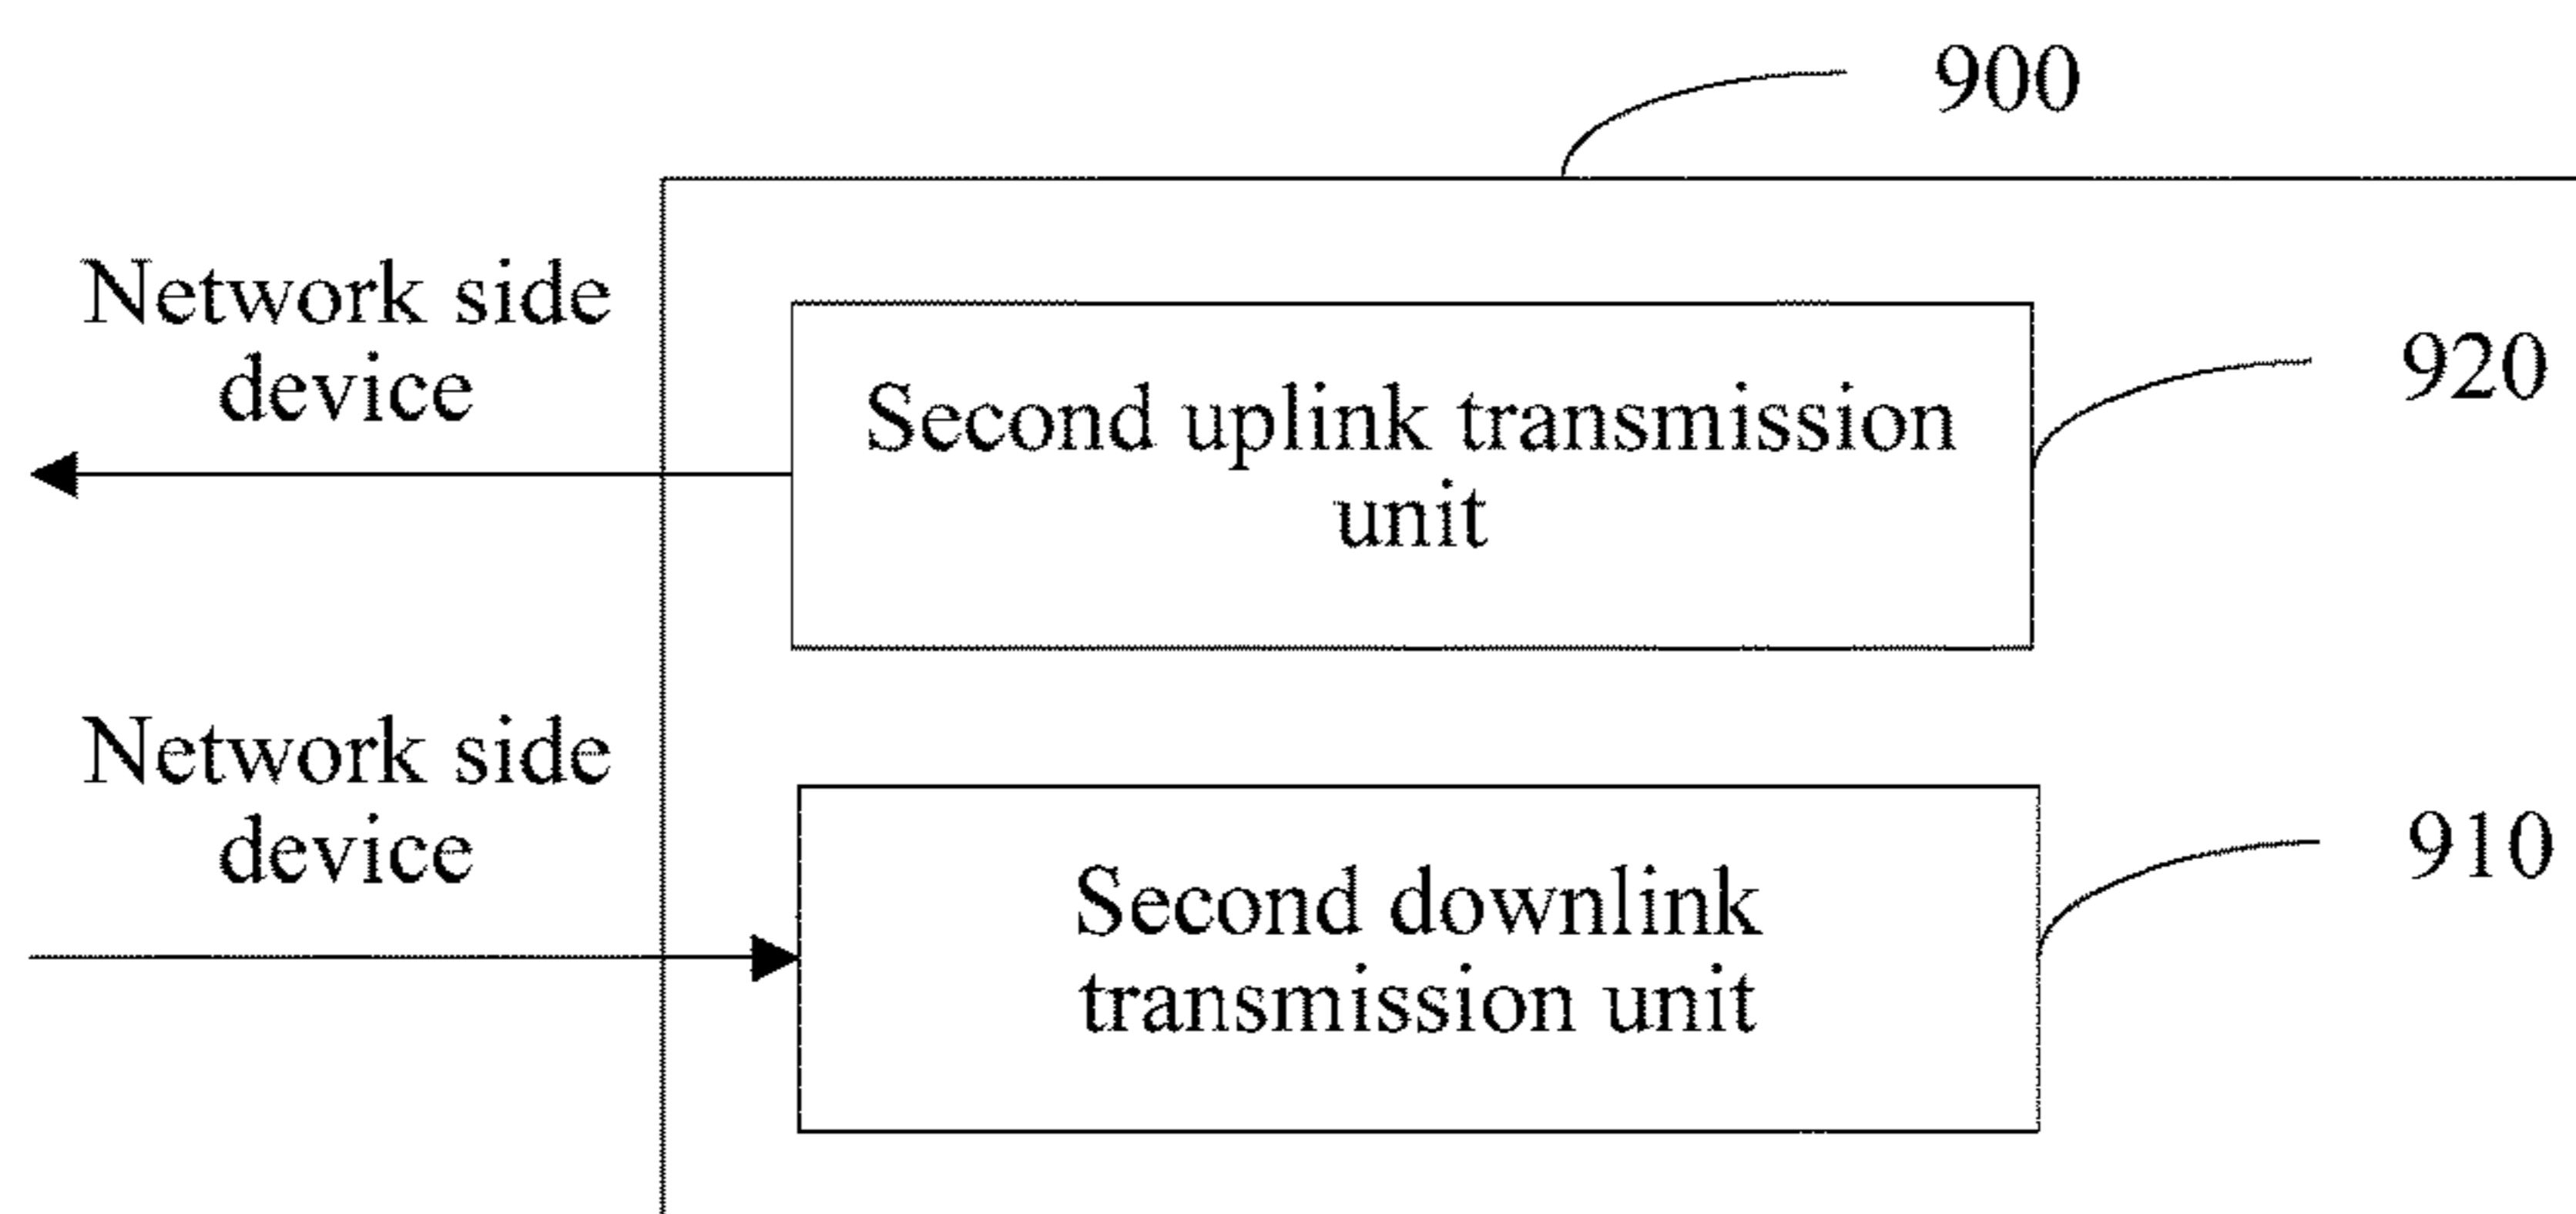 900
Network side
device
Second uplink transmission
unit
920
Network side
device
Second downlink
transmission unit
910